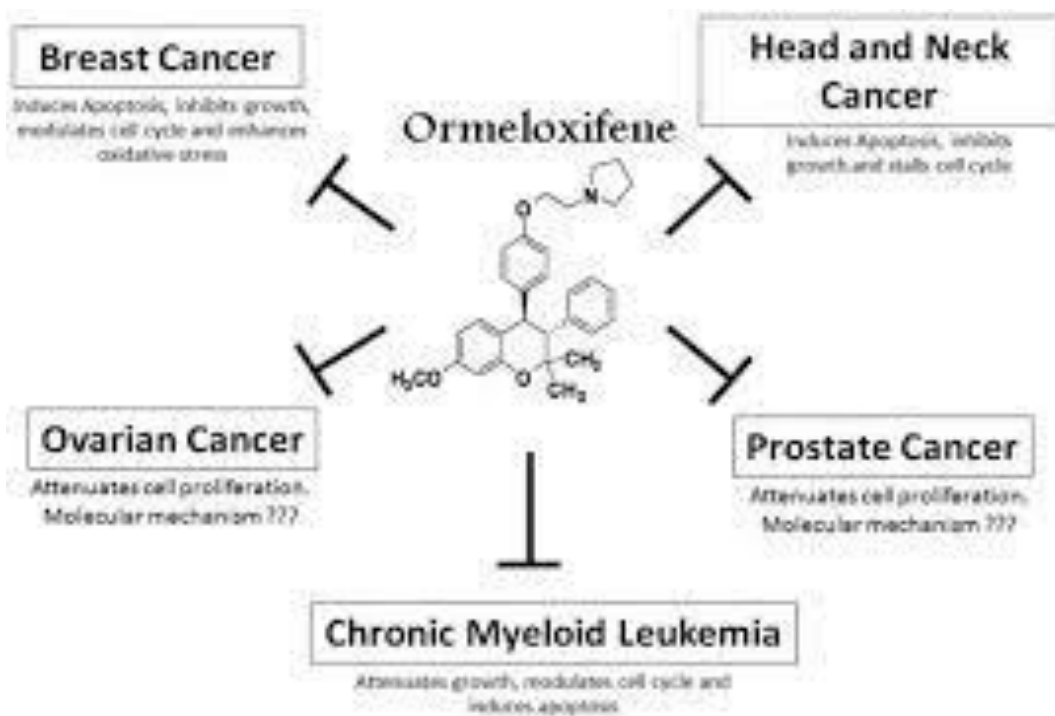 Breast Cancer
Induces Apoptosis, inhibits growth,
modulates cell cycle and enhances
oxidative stress
Head and Neck
Cancer
Induces Apoptosis, inhibits
growth and stalls cell cycle
Ormeloxifene
O
N
H₃CO
O
CH₃
CH₃
Ovarian Cancer
Attenuates cell proliferation.
Molecular mechanism ???
Prostate Cancer
Attenuates cell proliferation.
Molecular mechanism ???
Chronic Myeloid Leukemia
Attenuates growth, modulates cell cycle and
induces apoptosis